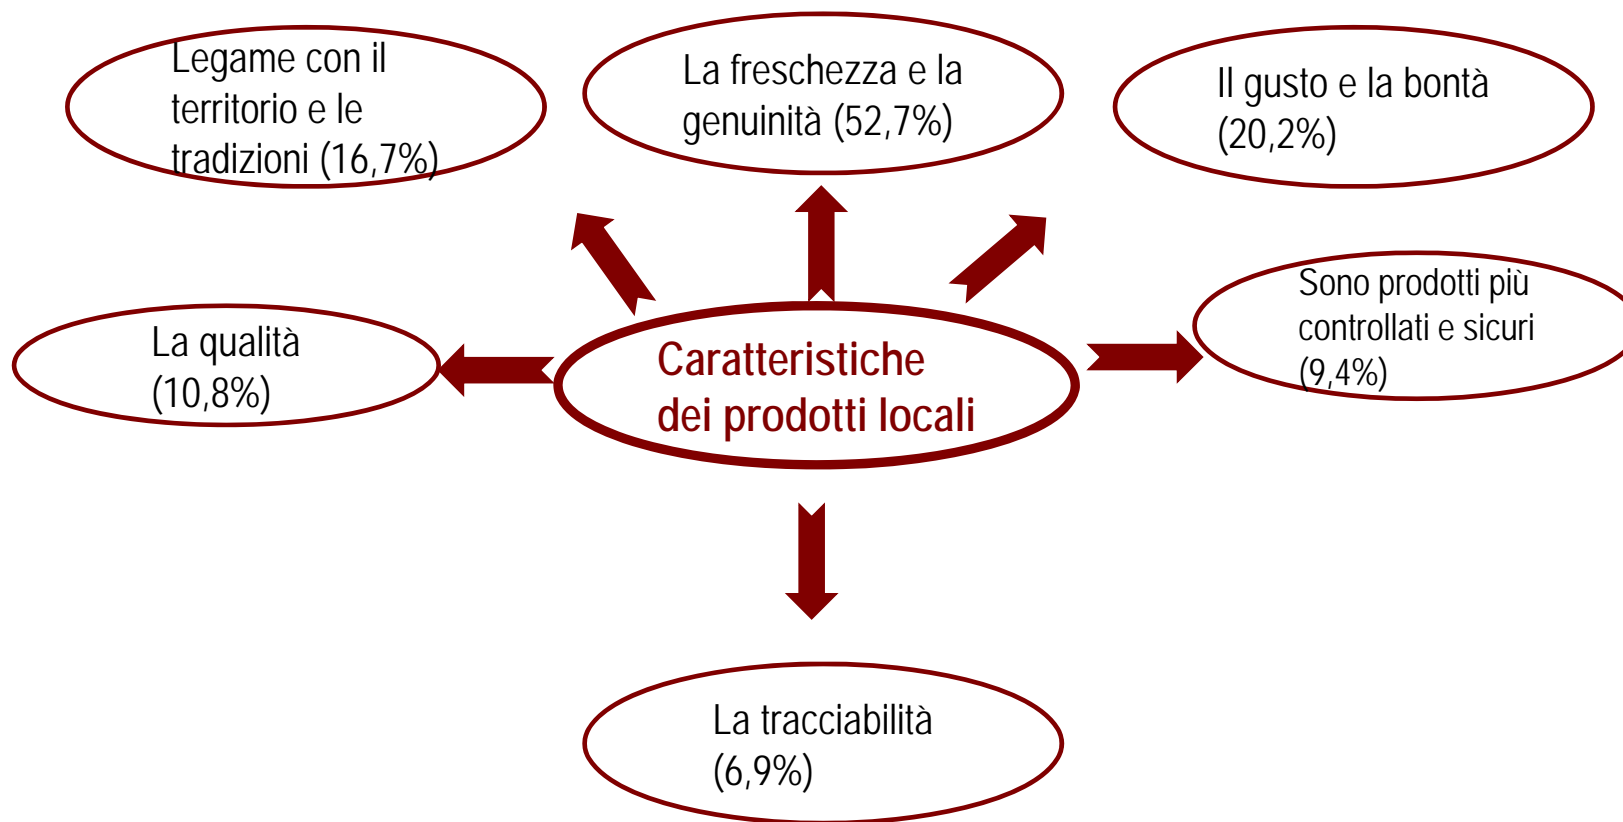 Legame con il
territorio e le
tradizioni (16,7%)
La freschezza e la
genuinità (52,7%)
Il gusto e la bontà
(20,2%)
La qualità
(10,8%)
Caratteristiche
dei prodotti locali
Sono prodotti più
controllati e sicuri
(9,4%)
La tracciabilità
(6,9%)